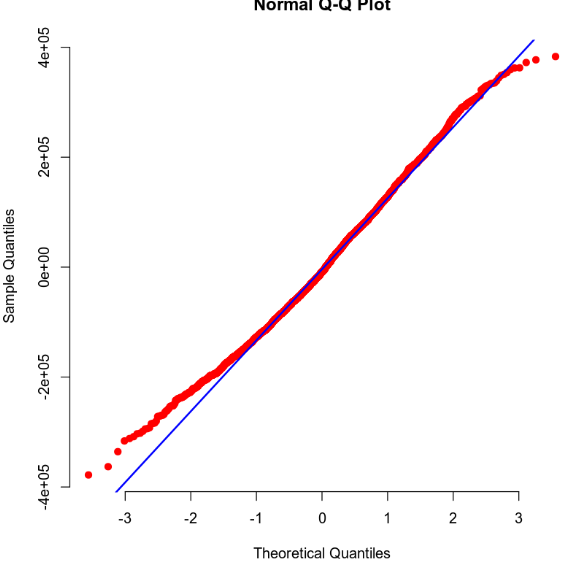 Normal Q-Q Plot
4e+05
2e+05
0e+00
-2e+05
-4e+05
Sample Quantiles
-3 -2 -1 0 1 2 3
Theoretical Quantiles